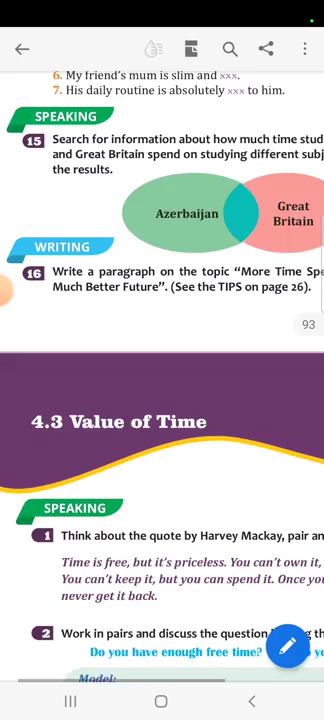 6. My friend's mum is slim and xxx.
7. His daily routine is absolutely xxx to him.
SPEAKING
15 Search for information about how much time stud
and Great Britain spend on studying different subj
the results.
Azerbaijan
Great
Britain
WRITING
16 Write a paragraph on the topic "More Time Spe
Much Better Future". (See the TIPS on page 26).
93
4.3 Value of Time
SPEAKING
1 Think about the quote by Harvey Mackay, pair an
Time is free, but it's priceless. You can't own it,
You can't keep it, but you can spend it. Once you
never get it back.
2 Work in pairs and discuss the question th
Do you have enough free time?
Model: